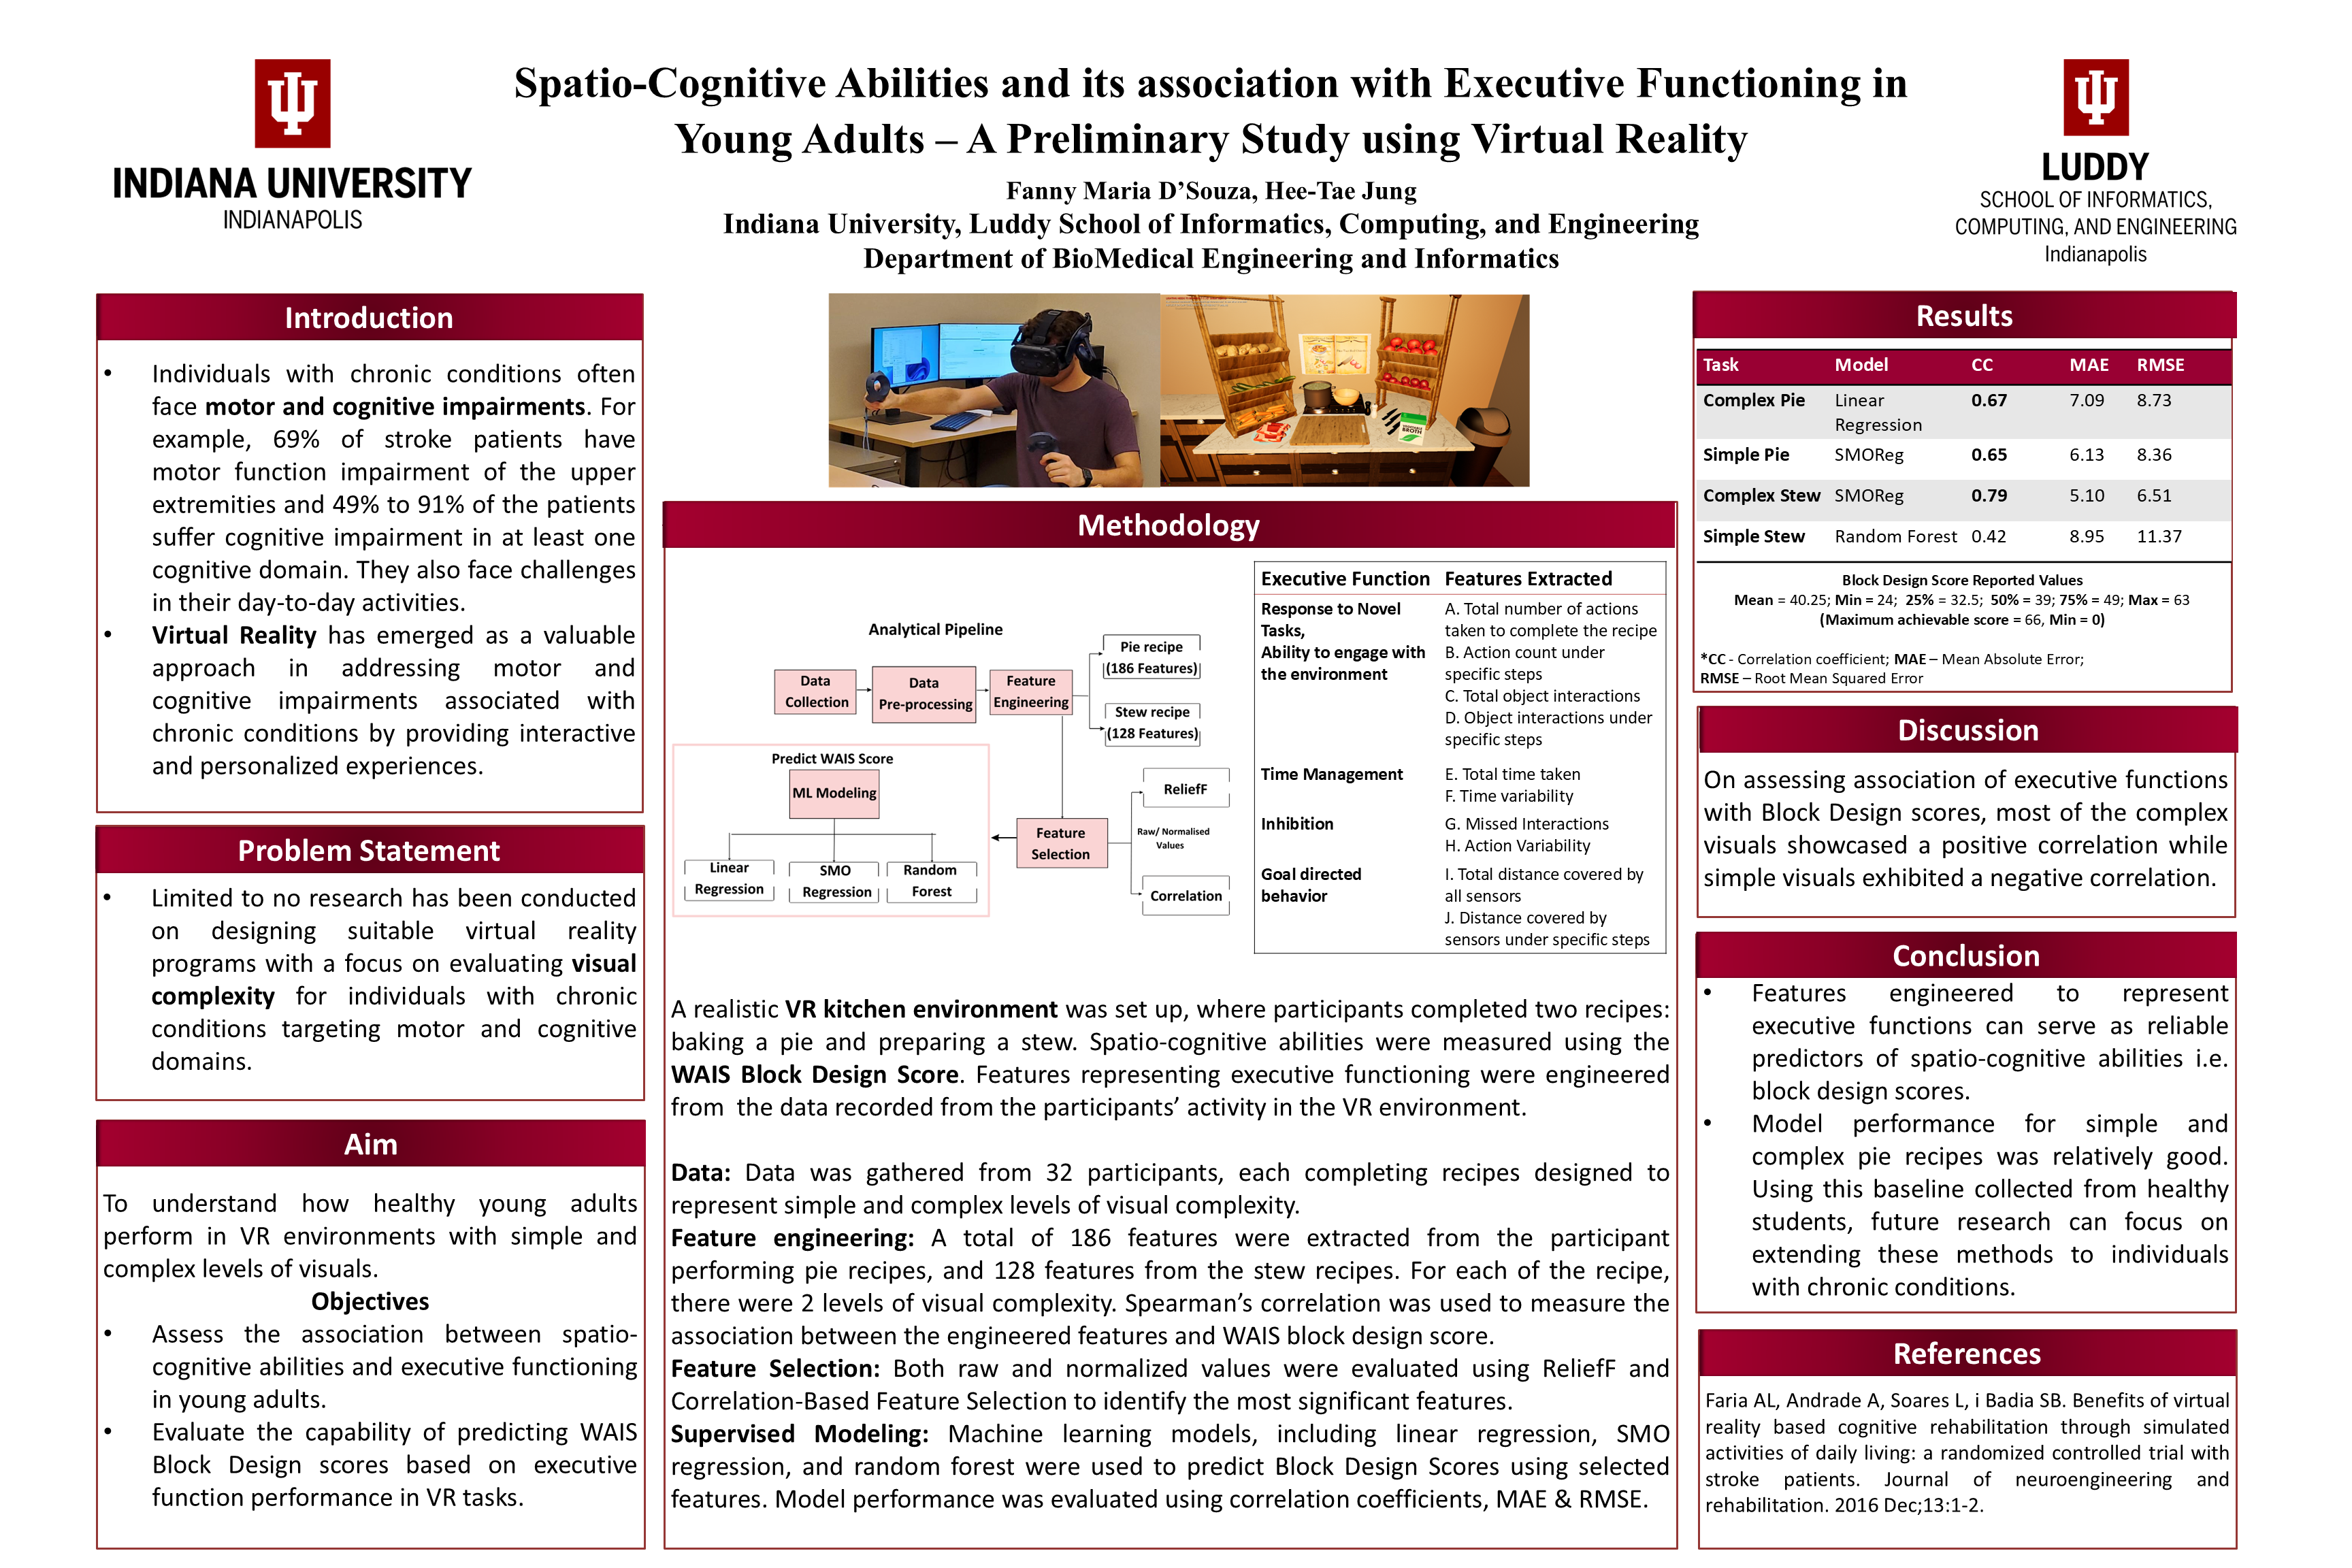 INDIANA UNIVERSITY
INDIANAPOLIS
Spatio-Cognitive Abilities and its association with Executive Functioning in
Young Adults – A Preliminary Study using Virtual Reality
Fanny Maria D’Souza, Hee-Tae Jung
Indiana University, Luddy School of Informatics, Computing, and Engineering
Department of BioMedical Engineering and Informatics
LUDDY
SCHOOL OF INFORMATICS,
COMPUTING, AND ENGINEERING
Indianapolis
Introduction
• Individuals with chronic conditions often
face motor and cognitive impairments. For
example, 69% of stroke patients have
motor function impairment of the upper
extremities and 49% to 91% of the patients
suffer cognitive impairment in at least one
cognitive domain. They also face challenges
in their day-to-day activities.
• Virtual Reality has emerged as a valuable
approach in addressing motor and
cognitive impairments associated with
chronic conditions by providing interactive
and personalized experiences.
Problem Statement
• Limited to no research has been conducted
on designing suitable virtual reality
programs with a focus on evaluating visual
complexity for individuals with chronic
conditions targeting motor and cognitive
domains.
Aim
To understand how healthy young adults
perform in VR environments with simple and
complex levels of visuals.
Objectives
• Assess the association between spatio-
cognitive abilities and executive functioning
in young adults.
• Evaluate the capability of predicting WAIS
Block Design scores based on executive
function performance in VR tasks.
Methodology
Analytical Pipeline
Data
Collection
Data
Pre-processing
Feature
Engineering
Pie recipe
(186 Features)
Stew recipe
(128 Features)
Predict WAIS Score
ML Modeling
Linear
Regression
SMO
Regression
Random
Forest
Feature
Selection
ReliefF
Raw/ Normalised
Values
Correlation
Executive Function Features Extracted
Response to Novel
Tasks,
Ability to engage with
the environment
A. Total number of actions
taken to complete the recipe
B. Action count under
specific steps
C. Total object interactions
D. Object interactions under
specific steps
Time Management
E. Total time taken
F. Time variability
Inhibition
G. Missed Interactions
H. Action Variability
Goal directed
behavior
I. Total distance covered by
all sensors
J. Distance covered by
sensors under specific steps
A realistic VR kitchen environment was set up, where participants completed two recipes:
baking a pie and preparing a stew. Spatio-cognitive abilities were measured using the
WAIS Block Design Score. Features representing executive functioning were engineered
from the data recorded from the participants’ activity in the VR environment.
Data: Data was gathered from 32 participants, each completing recipes designed to
represent simple and complex levels of visual complexity.
Feature engineering: A total of 186 features were extracted from the participant
performing pie recipes, and 128 features from the stew recipes. For each of the recipe,
there were 2 levels of visual complexity. Spearman’s correlation was used to measure the
association between the engineered features and WAIS block design score.
Feature Selection: Both raw and normalized values were evaluated using ReliefF and
Correlation-Based Feature Selection to identify the most significant features.
Supervised Modeling: Machine learning models, including linear regression, SMO
regression, and random forest were used to predict Block Design Scores using selected
features. Model performance was evaluated using correlation coefficients, MAE & RMSE.
Results
Task Model CC MAE RMSE
Complex Pie Linear Regression 0.67 7.09 8.73
Simple Pie SMOReg 0.65 6.13 8.36
Complex Stew SMOReg 0.79 5.10 6.51
Simple Stew Random Forest 0.42 8.95 11.37
Block Design Score Reported Values
Mean = 40.25; Min = 24; 25% = 32.5; 50% = 39; 75% = 49; Max = 63
(Maximum achievable score = 66, Min = 0)
*CC - Correlation coefficient; MAE – Mean Absolute Error;
RMSE – Root Mean Squared Error
Discussion
On assessing association of executive functions
with Block Design scores, most of the complex
visuals showcased a positive correlation while
simple visuals exhibited a negative correlation.
Conclusion
• Features engineered to represent
executive functions can serve as reliable
predictors of spatio-cognitive abilities i.e.
block design scores.
• Model performance for simple and
complex pie recipes was relatively good.
Using this baseline collected from healthy
students, future research can focus on
extending these methods to individuals
with chronic conditions.
References
Faria AL, Andrade A, Soares L, i Badia SB. Benefits of virtual
reality based cognitive rehabilitation through simulated
activities of daily living: a randomized controlled trial with
stroke patients. Journal of neuroengineering and
rehabilitation. 2016 Dec;13:1-2.